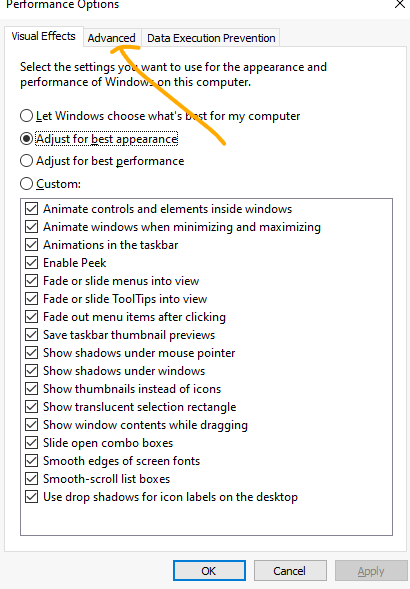 Performance Options
Visual Effects Advanced Data Execution Prevention
Select the settings you want to use for the appearance and
performance of Windows on this computer.
Let Windows choose what's best for my computer
Adjust for best appearance
Adjust for best performance
Custom:
Animate controls and elements inside windows
Animate windows when minimizing and maximizing
Animations in the taskbar
Enable Peek
Fade or slide menus into view
Fade or slide ToolTips into view
Fade out menu items after clicking
Save taskbar thumbnail previews
Show shadows under mouse pointer
Show shadows under windows
Show thumbnails instead of icons
Show translucent selection rectangle
Show window contents while dragging
Slide open combo boxes
Smooth edges of screen fonts
Smooth-scroll list boxes
Use drop shadows for icon labels on the desktop
OK Cancel Apply